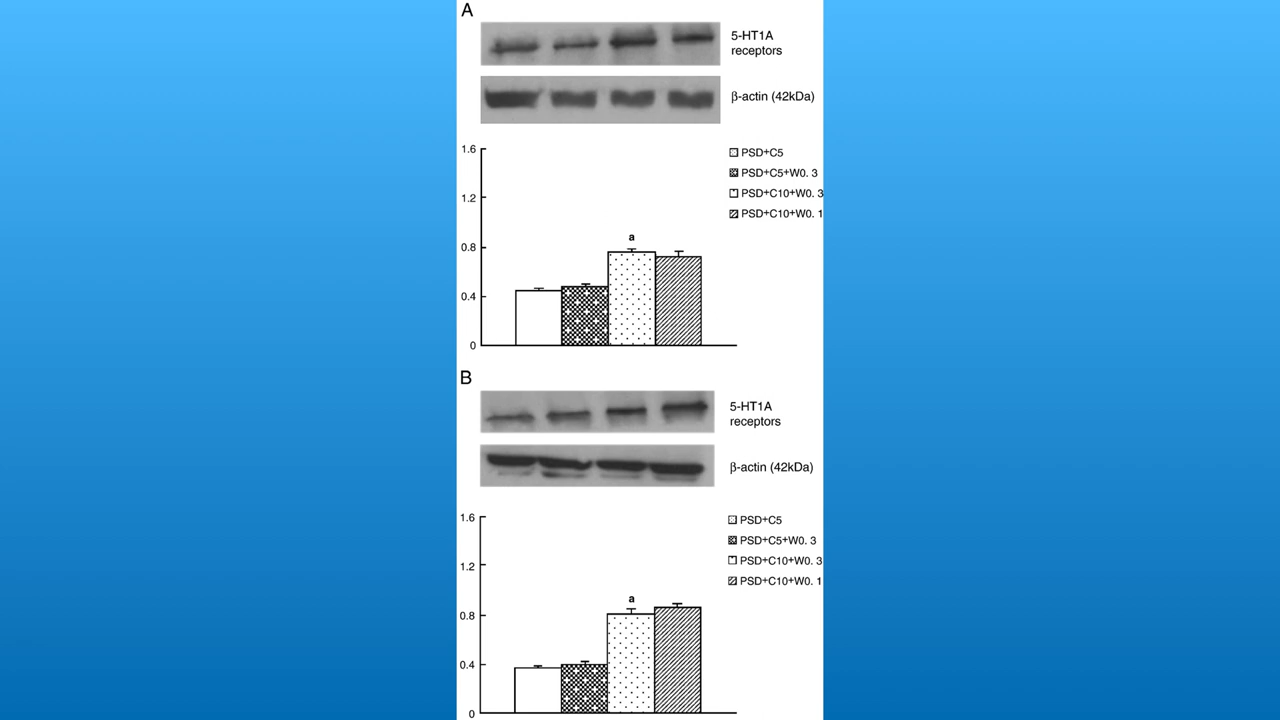 A
5-HT1A
receptors
β-actin (42kDa)
1.6
1.2
0.8
0.4
0
a
PSD+C5
PSD+C5+W0. 3
PSD+C10+W0. 3
PSD+C10+W0. 1
B
5-HT1A
receptors
β-actin (42kDa)
1.6
1.2
0.8
0.4
0
a
PSD+C5
PSD+C5+W0. 3
PSD+C10+W0. 3
PSD+C10+W0. 1